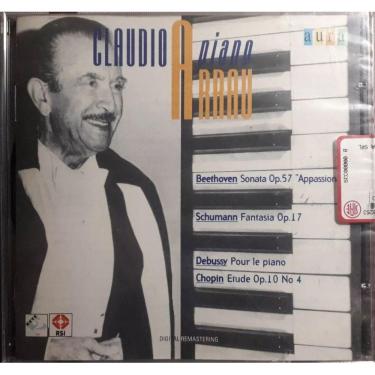 CLAUDIO
piano
ARRAU
aura
Beethoven Sonata Op.57 "Appassion
Schumann Fantasia Op.17
Debussy Pour le piano
Chopin Etude Op.10 No 4
RSI
DIGITAL REMASTERING